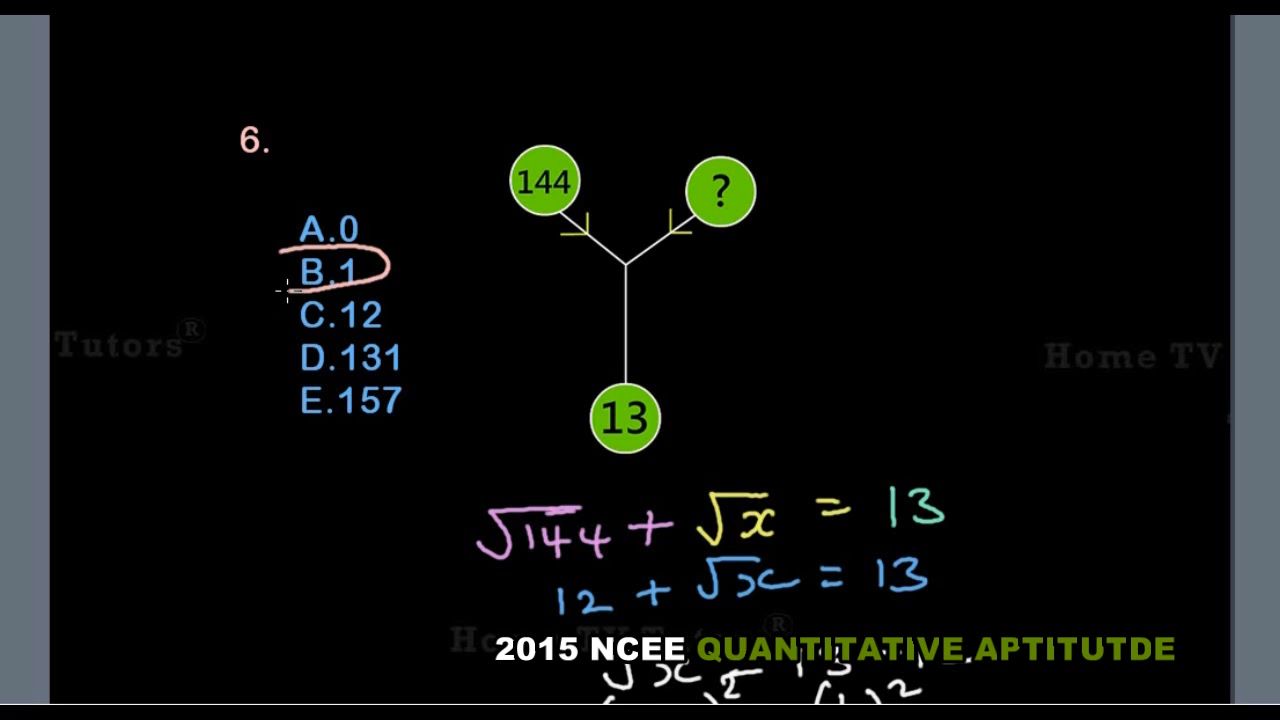 6.
144
?
A.0
B.1
C.12
D.131
E.157
Tutors®
Home TV
13
√144 + √x = 13
12 + √x = 13
2015 NCEE QUANTITATIVE APTITUTDE